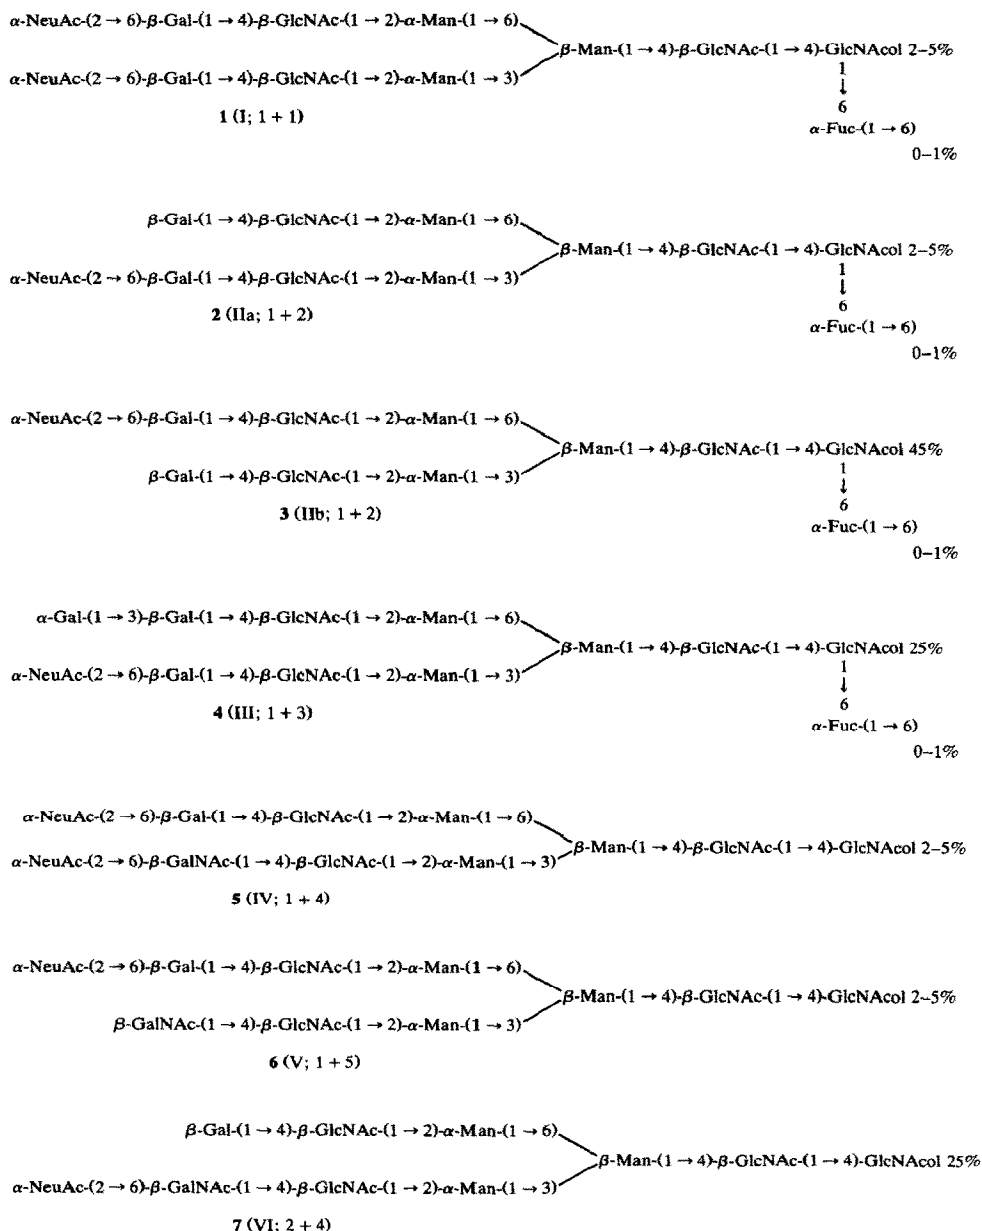 α-NeuAc-(2 → 6)-β-Gal-(1 → 4)-β-GlcNAc-(1 → 2)-α-Man-(1 → 6)
β-Man-(1 → 4)-β-GlcNAc-(1 → 4)-GlcNAcol 2–5%
α-NeuAc-(2 → 6)-β-Gal-(1 → 4)-β-GlcNAc-(1 → 2)-α-Man-(1 → 3)
1
↓
6
1 (I; 1 + 1)
α-Fuc-(1 → 6)
0–1%
β-Gal-(1 → 4)-β-GlcNAc-(1 → 2)-α-Man-(1 → 6)
β-Man-(1 → 4)-β-GlcNAc-(1 → 4)-GlcNAcol 2–5%
α-NeuAc-(2 → 6)-β-Gal-(1 → 4)-β-GlcNAc-(1 → 2)-α-Man-(1 → 3)
1
↓
6
2 (IIa; 1 + 2)
α-Fuc-(1 → 6)
0–1%
α-NeuAc-(2 → 6)-β-Gal-(1 → 4)-β-GlcNAc-(1 → 2)-α-Man-(1 → 6)
β-Man-(1 → 4)-β-GlcNAc-(1 → 4)-GlcNAcol 45%
β-Gal-(1 → 4)-β-GlcNAc-(1 → 2)-α-Man-(1 → 3)
1
↓
6
3 (IIb; 1 + 2)
α-Fuc-(1 → 6)
0–1%
α-Gal-(1 → 3)-β-Gal-(1 → 4)-β-GlcNAc-(1 → 2)-α-Man-(1 → 6)
β-Man-(1 → 4)-β-GlcNAc-(1 → 4)-GlcNAcol 25%
α-NeuAc-(2 → 6)-β-Gal-(1 → 4)-β-GlcNAc-(1 → 2)-α-Man-(1 → 3)
1
↓
6
4 (III; 1 + 3)
α-Fuc-(1 → 6)
0–1%
α-NeuAc-(2 → 6)-β-Gal-(1 → 4)-β-GlcNAc-(1 → 2)-α-Man-(1 → 6)
β-Man-(1 → 4)-β-GlcNAc-(1 → 4)-GlcNAcol 2–5%
α-NeuAc-(2 → 6)-β-GalNAc-(1 → 4)-β-GlcNAc-(1 → 2)-α-Man-(1 → 3)
5 (IV; 1 + 4)
α-NeuAc-(2 → 6)-β-Gal-(1 → 4)-β-GlcNAc-(1 → 2)-α-Man-(1 → 6)
β-Man-(1 → 4)-β-GlcNAc-(1 → 4)-GlcNAcol 2–5%
β-GalNAc-(1 → 4)-β-GlcNAc-(1 → 2)-α-Man-(1 → 3)
6 (V; 1 + 5)
β-Gal-(1 → 4)-β-GlcNAc-(1 → 2)-α-Man-(1 → 6)
β-Man-(1 → 4)-β-GlcNAc-(1 → 4)-GlcNAcol 25%
α-NeuAc-(2 → 6)-β-GalNAc-(1 → 4)-β-GlcNAc-(1 → 2)-α-Man-(1 → 3)
7 (VI; 2 + 4)